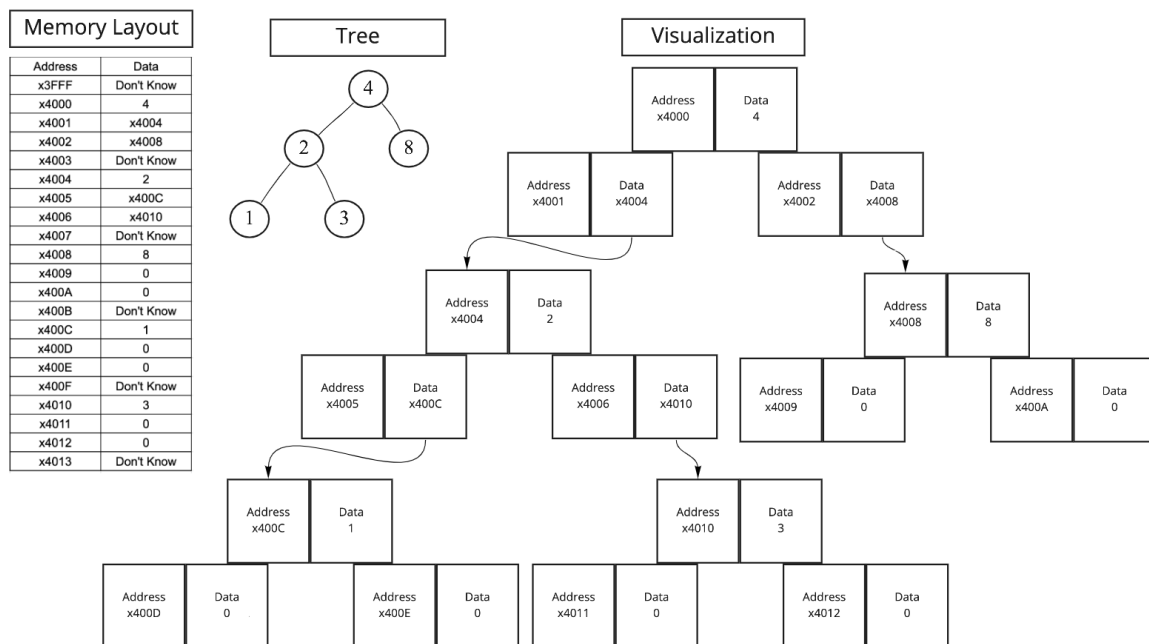 Memory Layout
Address Data
x3FFF Don't Know
x4000 4
x4001 x4004
x4002 x4008
x4003 Don't Know
x4004 2
x4005 x400C
x4006 x4010
x4007 Don't Know
x4008 8
x4009 0
x400A 0
x400B Don't Know
x400C 1
x400D 0
x400E 0
x400F Don't Know
x4010 3
x4011 0
x4012 0
x4013 Don't Know
Tree
4
2 8
1 3
Visualization
Address Data
x4000 4
Address Data Address Data
x4001 x4004 x4002 x4008
Address Data Address Data
x4004 2 x4008 8
Address Data Address Data Address Data Address Data
x4005 x400C x4006 x4010 x4009 0 x400A 0
Address Data Address Data
x400C 1 x4010 3
Address Data Address Data Address Data Address Data
x400D 0 x400E 0 x4011 0 x4012 0